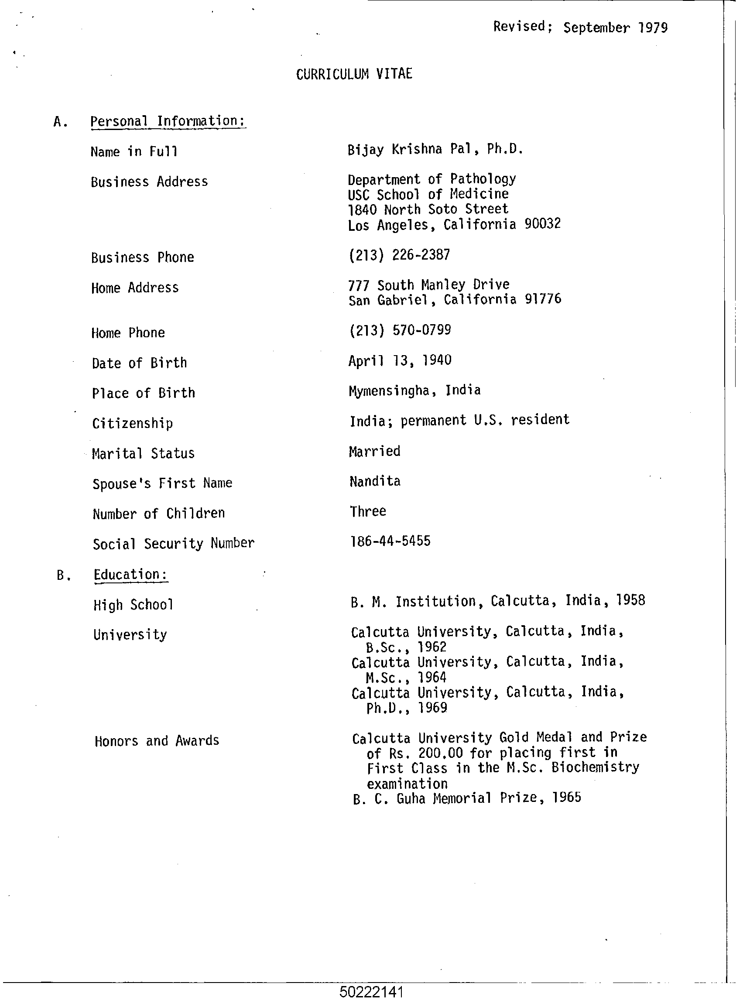 Revised; September 1979
CURRICULUM VITAE
A. Personal Information:
Name in Full Bijay Krishna Pal, Ph.D.
Business Address Department of Pathology
USC School of Medicine
1840 North Soto Street
Los Angeles, California 90032
Business Phone (213) 226-2387
Home Address 777 South Manley Drive
San Gabriel, California 91776
Home Phone (213) 570-0799
Date of Birth April 13, 1940
Place of Birth Mymensingha, India
Citizenship India; permanent U.S. resident
Marital Status Married
Spouse's First Name Nandita
Number of Children Three
Social Security Number 186-44-5455
B. Education:
High School B. M. Institution, Calcutta, India, 1958
University Calcutta University, Calcutta, India,
B.Sc., 1962
Calcutta University, Calcutta, India,
M.Sc., 1964
Calcutta University, Calcutta, India,
Ph.D., 1969
Honors and Awards Calcutta University Gold Medal and Prize
of Rs. 200.00 for placing first in
First Class in the M.Sc. Biochemistry
examination
B. C. Guha Memorial Prize, 1965
50222141